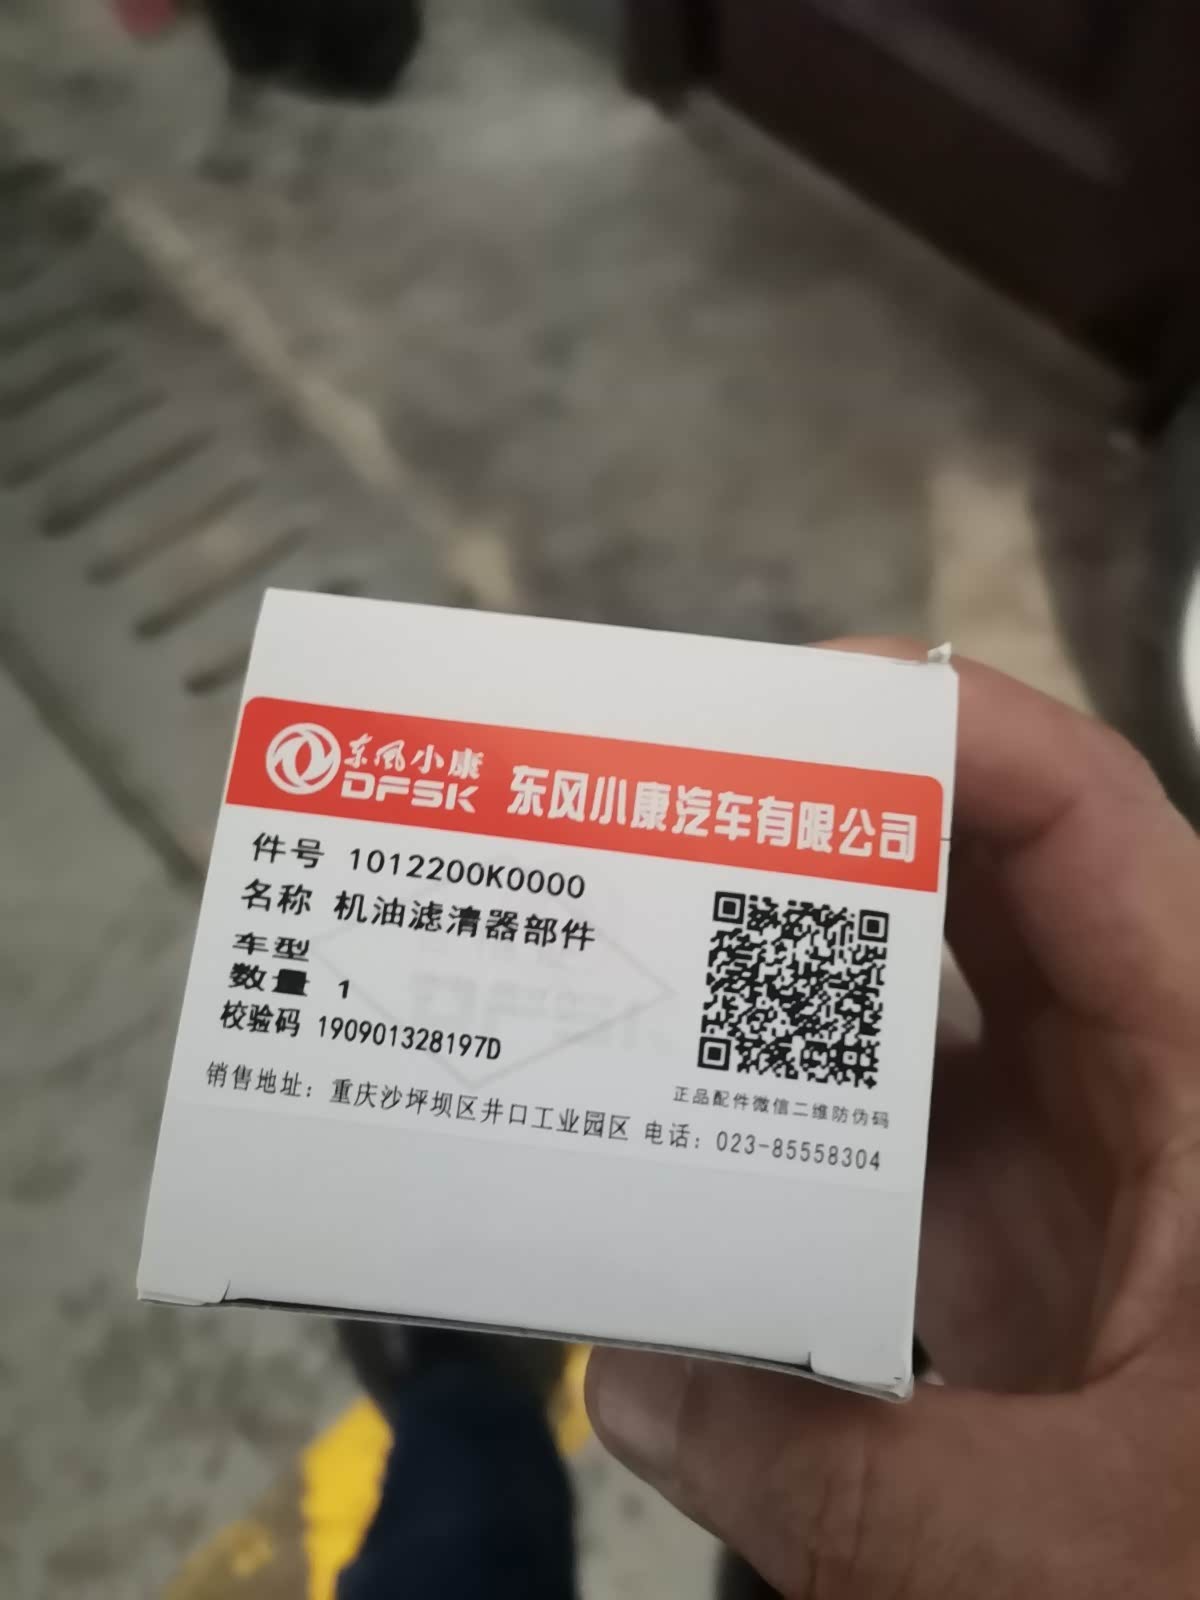 东风小康
DFSK
东风小康汽车有限公司
件号 1012200K0000
名称 机油滤清器部件
车型
数量 1
校验码 190901328197D
正品配件微信二维防伪码
销售地址：重庆沙坪坝区井口工业园区 电话：023-85558304